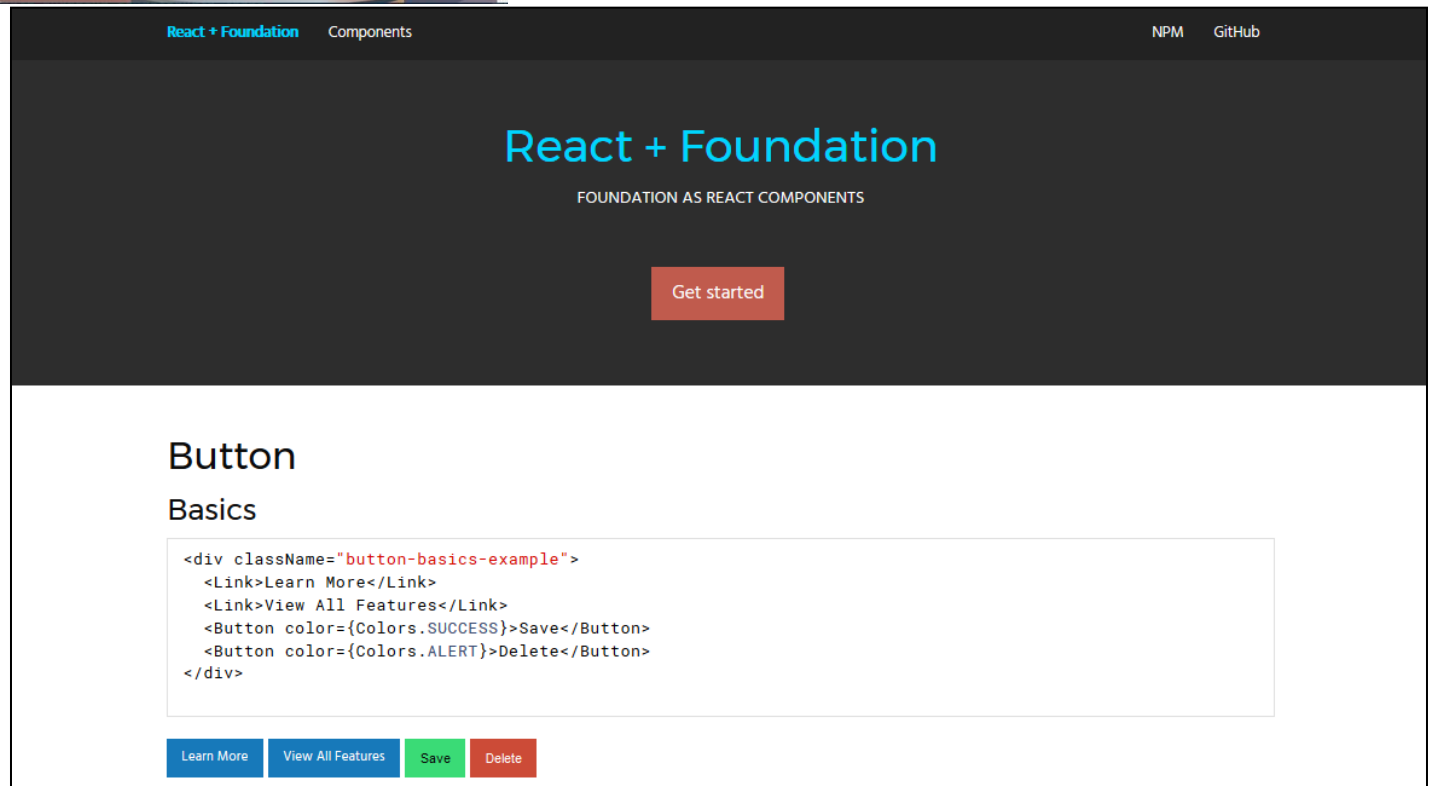 React + Foundation Components NPM GitHub
React + Foundation
FOUNDATION AS REACT COMPONENTS
Get started
Button
Basics
<div className="button-basics-example">
  <Link>Learn More</Link>
  <Link>View All Features</Link>
  <Button color={Colors.SUCCESS}>Save</Button>
  <Button color={Colors.ALERT}>Delete</Button>
</div>
Learn More View All Features Save Delete